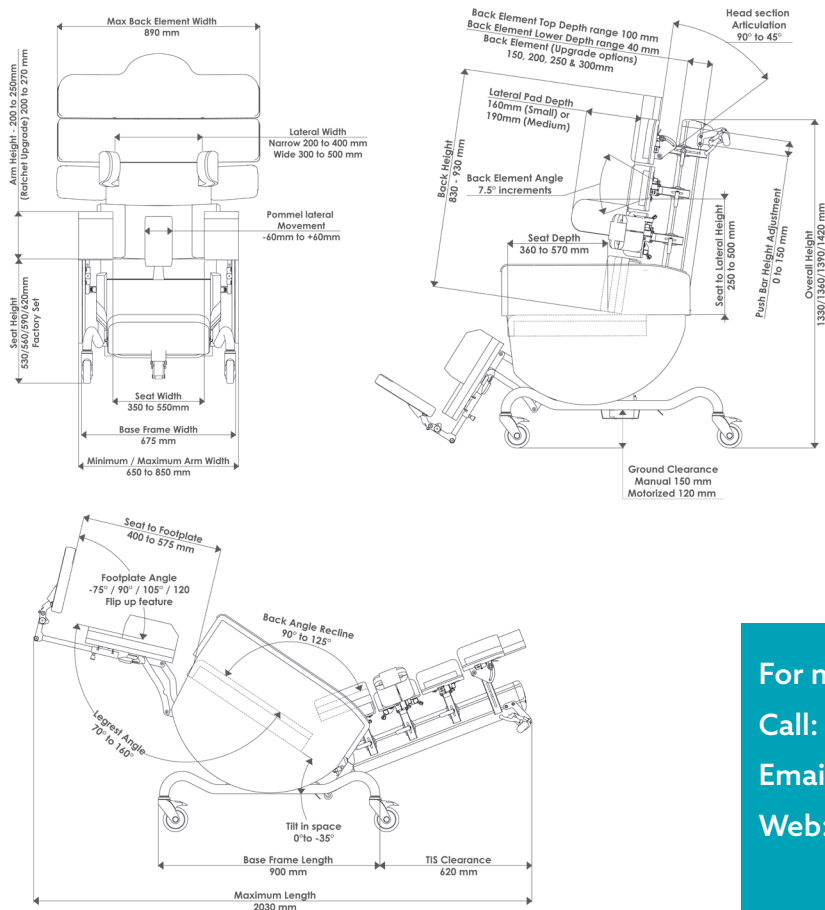 Max Back Element Width
890 mm
Arm Height - 200 to 250mm
(Ratchet Upgrade) 200 to 270 mm
Lateral Width
Narrow 200 to 400 mm
Wide 300 to 500 mm
Pommel lateral
Movement
-60mm to +60mm
Seat Height
530/560/590/620mm
Factory Set
Seat Width
350 to 550mm
Base Frame Width
675 mm
Minimum / Maximum Arm Width
650 to 850 mm
Back Element Top Depth range 100 mm
Back Element Lower Depth range 40 mm
Back Element (Upgrade options)
150, 200, 250 & 300mm
Head section
Articulation
90° to 45°
Lateral Pad Depth
160mm (Small) or
190mm (Medium)
Back Height
830 - 930 mm
Back Element Angle
7.5° increments
Seat Depth
360 to 570 mm
Seat to Lateral Height
250 to 500 mm
Push Bar Height Adjustment
0 to 150 mm
Overall Height
1330/1360/1390/1420 mm
Ground Clearance
Manual 150 mm
Motorized 120 mm
Seat to Footplate
400 to 575 mm
Footplate Angle
-75° / 90° / 105° / 120
Flip up feature
Back Angle Recline
90° to 125°
Legrest Angle
70° to 160°
Tilt in space
0°to -35°
Base Frame Length
900 mm
TIS Clearance
620 mm
Maximum Length
2030 mm
For m
Call:
Emai
Web: